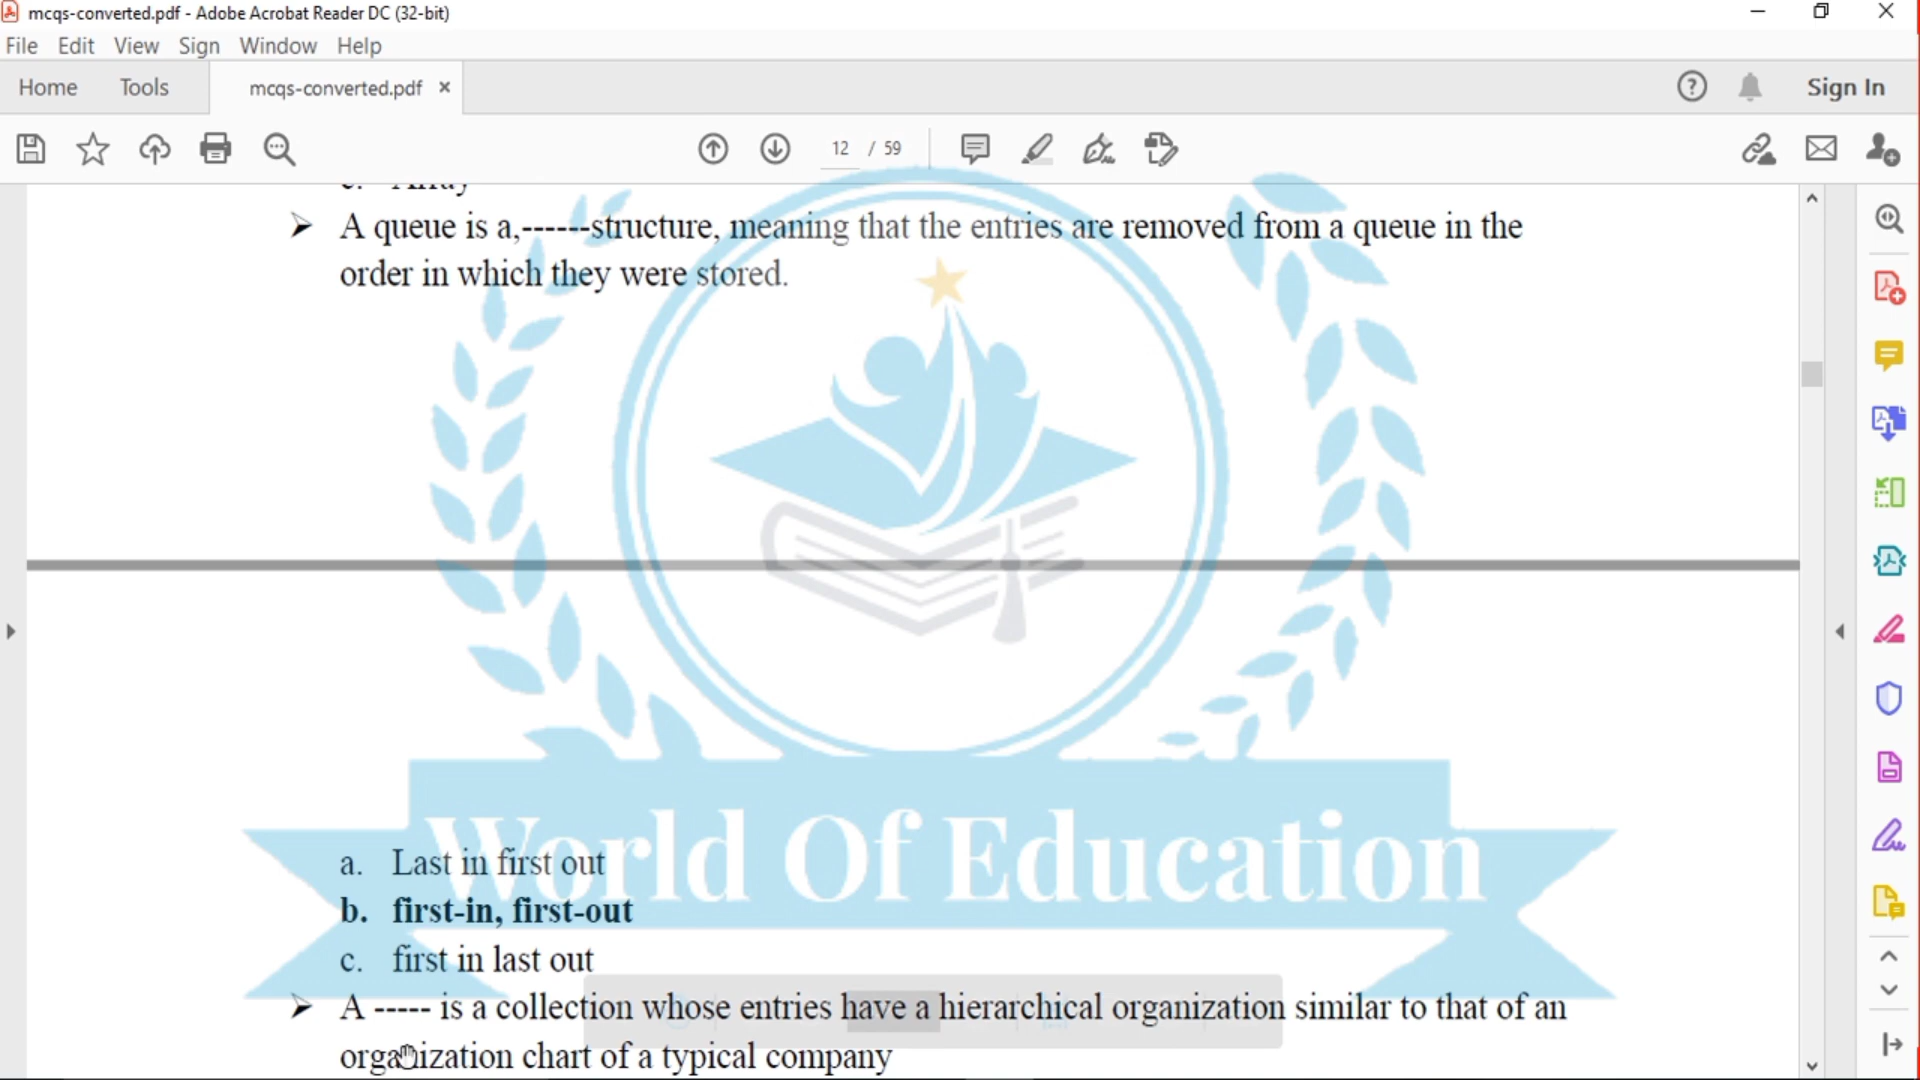 mcqs-converted.pdf - Adobe Acrobat Reader DC (32-bit)
File Edit View Sign Window Help
Home Tools mcqs-converted.pdf × Sign In
12 / 59
c. Array
➢ A queue is a,------structure, meaning that the entries are removed from a queue in the
order in which they were stored.
World Of Education
a. Last in first out
b. first-in, first-out
c. first in last out
➢ A ----- is a collection whose entries have a hierarchical organization similar to that of an
organization chart of a typical company